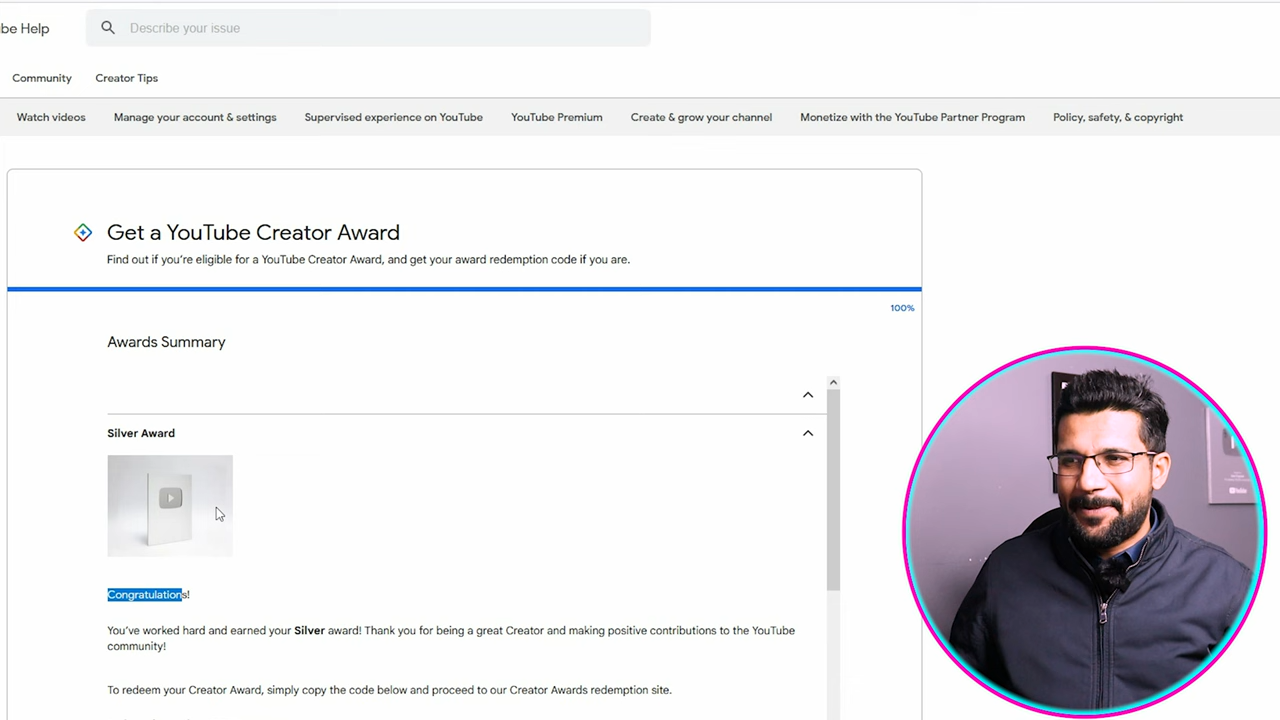 be Help
Describe your issue
Community
Creator Tips
Watch videos
Manage your account & settings
Supervised experience on YouTube
YouTube Premium
Create & grow your channel
Monetize with the YouTube Partner Program
Policy, safety, & copyright
Get a YouTube Creator Award
Find out if you're eligible for a YouTube Creator Award, and get your award redemption code if you are.
100%
Awards Summary
Silver Award
Congratulations!
You've worked hard and earned your Silver award! Thank you for being a great Creator and making positive contributions to the YouTube
community!
To redeem your Creator Award, simply copy the code below and proceed to our Creator Awards redemption site.
YouTube